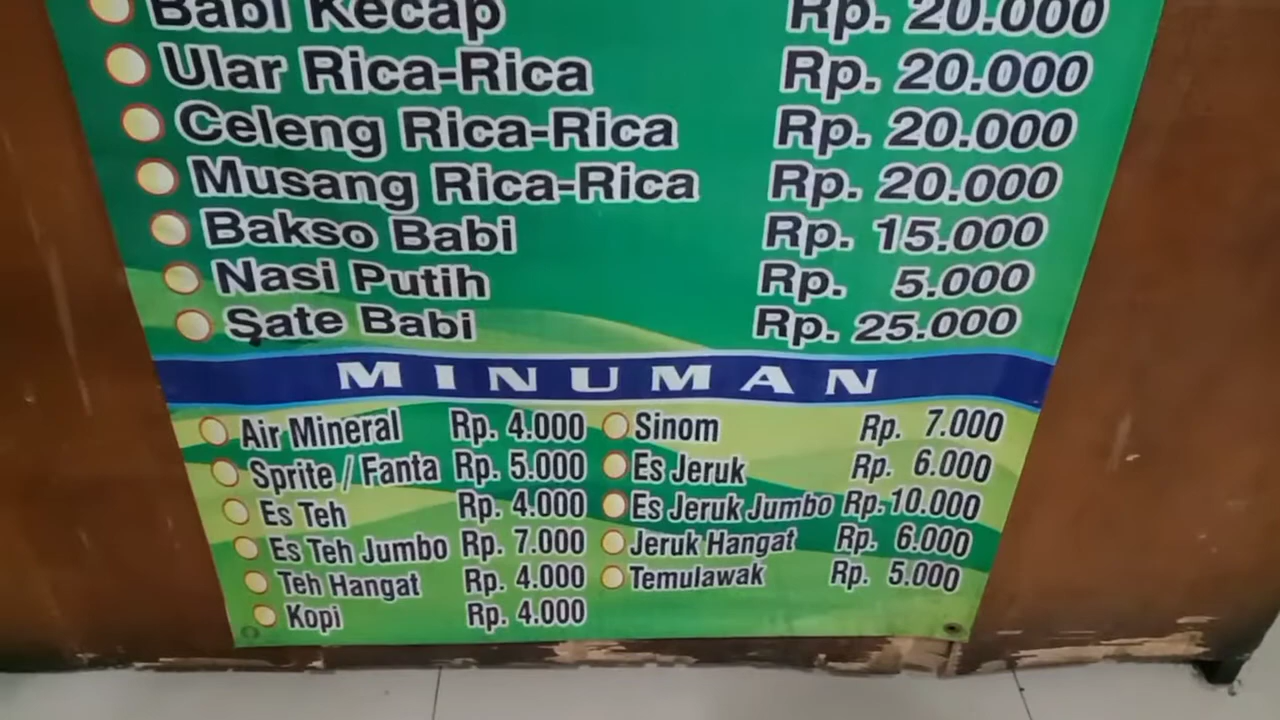 Babi Kecap Rp. 20.000
Ular Rica-Rica Rp. 20.000
Celeng Rica-Rica Rp. 20.000
Musang Rica-Rica Rp. 20.000
Bakso Babi Rp. 15.000
Nasi Putih Rp. 5.000
Sate Babi Rp. 25.000
MINUMAN
Air Mineral Rp. 4.000 Sinom Rp. 7.000
Sprite / Fanta Rp. 5.000 Es Jeruk Rp. 6.000
Es Teh Rp. 4.000 Es Jeruk Jumbo Rp. 10.000
Es Teh Jumbo Rp. 7.000 Jeruk Hangat Rp. 6.000
Teh Hangat Rp. 4.000 Temulawak Rp. 5.000
Kopi Rp. 4.000